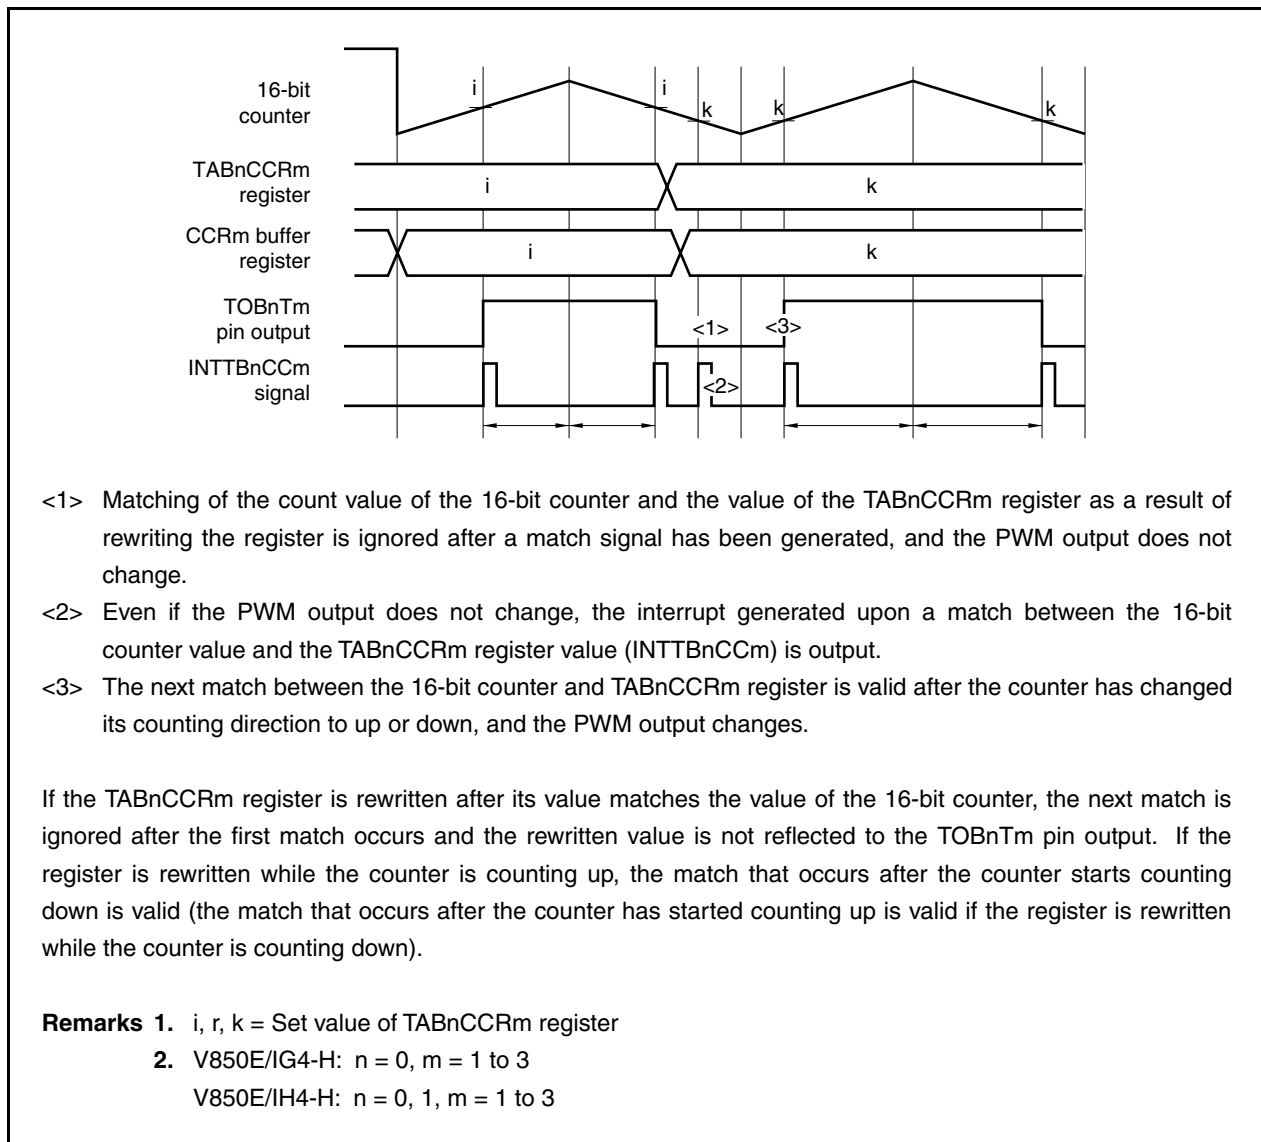 16-bit
counter
i
i
k
k
k
TABnCCRm
register
i
k
CCRm buffer
register
i
k
TOBnTm
pin output
<1>
<3>
INTTBnCCm
signal
<2>
<1> Matching of the count value of the 16-bit counter and the value of the TABnCCRm register as a result of
rewriting the register is ignored after a match signal has been generated, and the PWM output does not
change.
<2> Even if the PWM output does not change, the interrupt generated upon a match between the 16-bit
counter value and the TABnCCRm register value (INTTBnCCm) is output.
<3> The next match between the 16-bit counter and TABnCCRm register is valid after the counter has changed
its counting direction to up or down, and the PWM output changes.
If the TABnCCRm register is rewritten after its value matches the value of the 16-bit counter, the next match is
ignored after the first match occurs and the rewritten value is not reflected to the TOBnTm pin output. If the
register is rewritten while the counter is counting up, the match that occurs after the counter starts counting
down is valid (the match that occurs after the counter has started counting up is valid if the register is rewritten
while the counter is counting down).
Remarks 1. i, r, k = Set value of TABnCCRm register
2. V850E/IG4-H: n = 0, m = 1 to 3
V850E/IH4-H: n = 0, 1, m = 1 to 3